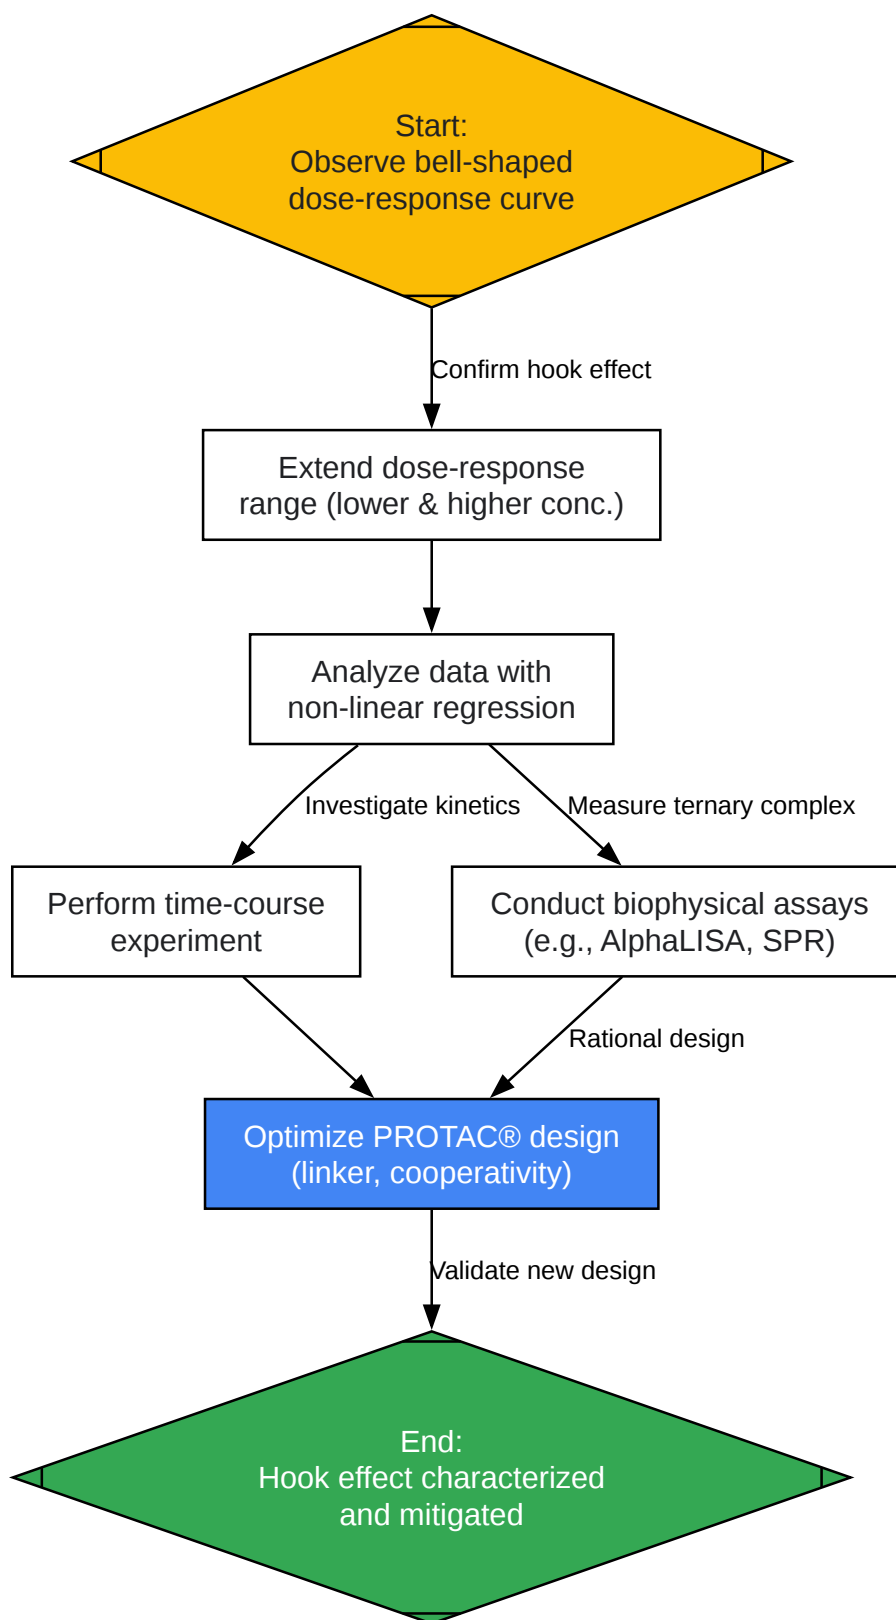 Start:
Observe bell-shaped
dose-response curve
Confirm hook effect
Extend dose-response
range (lower & higher conc.)
Analyze data with
non-linear regression
Investigate kinetics
Measure ternary complex
Perform time-course
experiment
Conduct biophysical assays
(e.g., AlphaLISA, SPR)
Rational design
Optimize PROTAC® design
(linker, cooperativity)
Validate new design
End:
Hook effect characterized
and mitigated